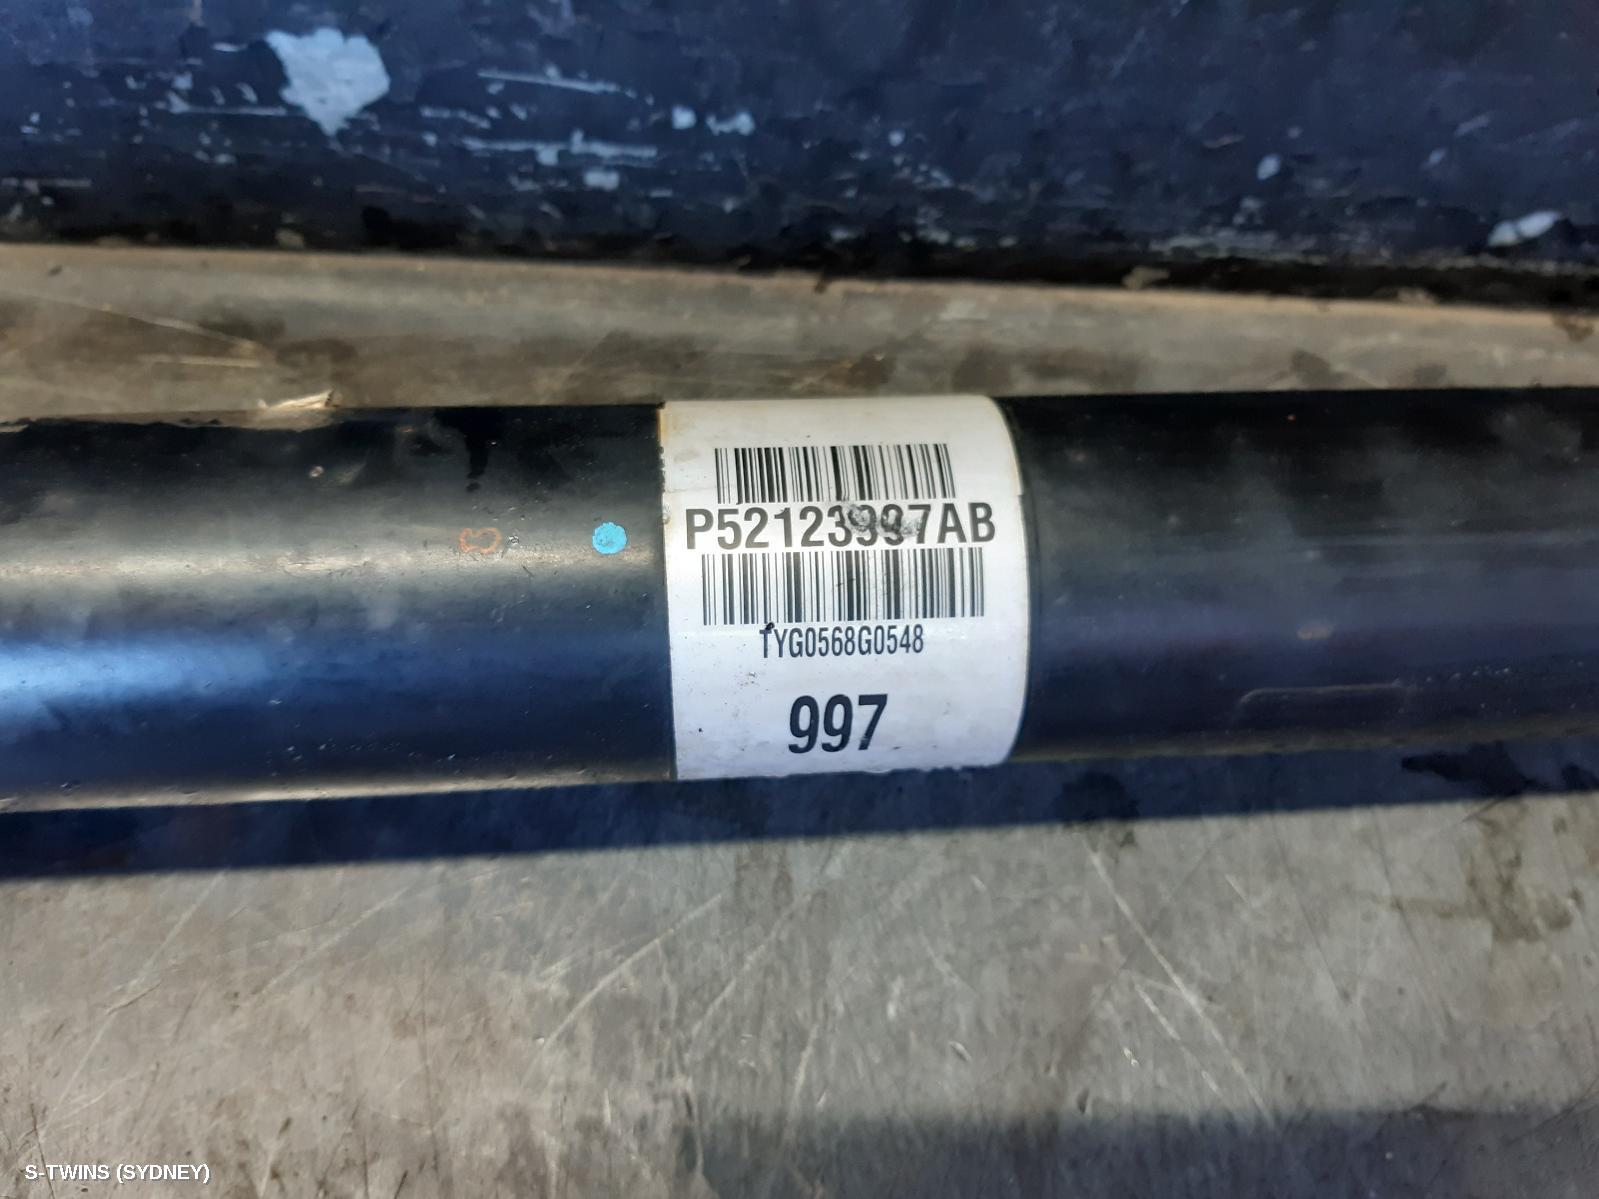 P52123997AB
TYG0568G0548
997
S-TWINS (SYDNEY)